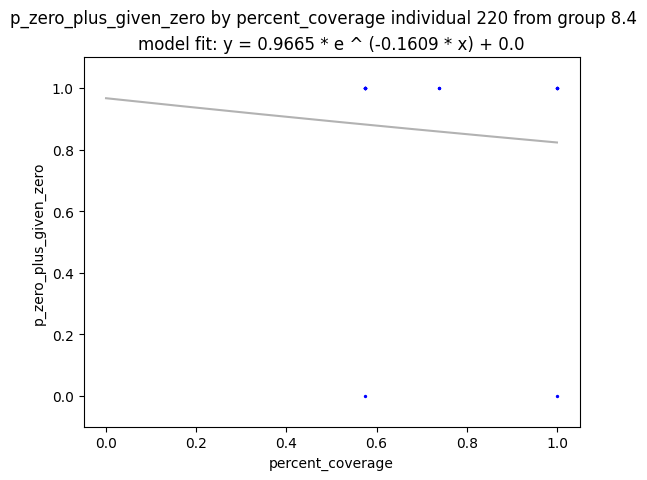 p_zero_plus_given_zero by percent_coverage individual 220 from group 8.4
model fit: y = 0.9665 * e ^ (-0.1609 * x) + 0.0
1.0
0.8
0.6
0.4
0.2
0.0
p_zero_plus_given_zero
0.0 0.2 0.4 0.6 0.8 1.0
percent_coverage